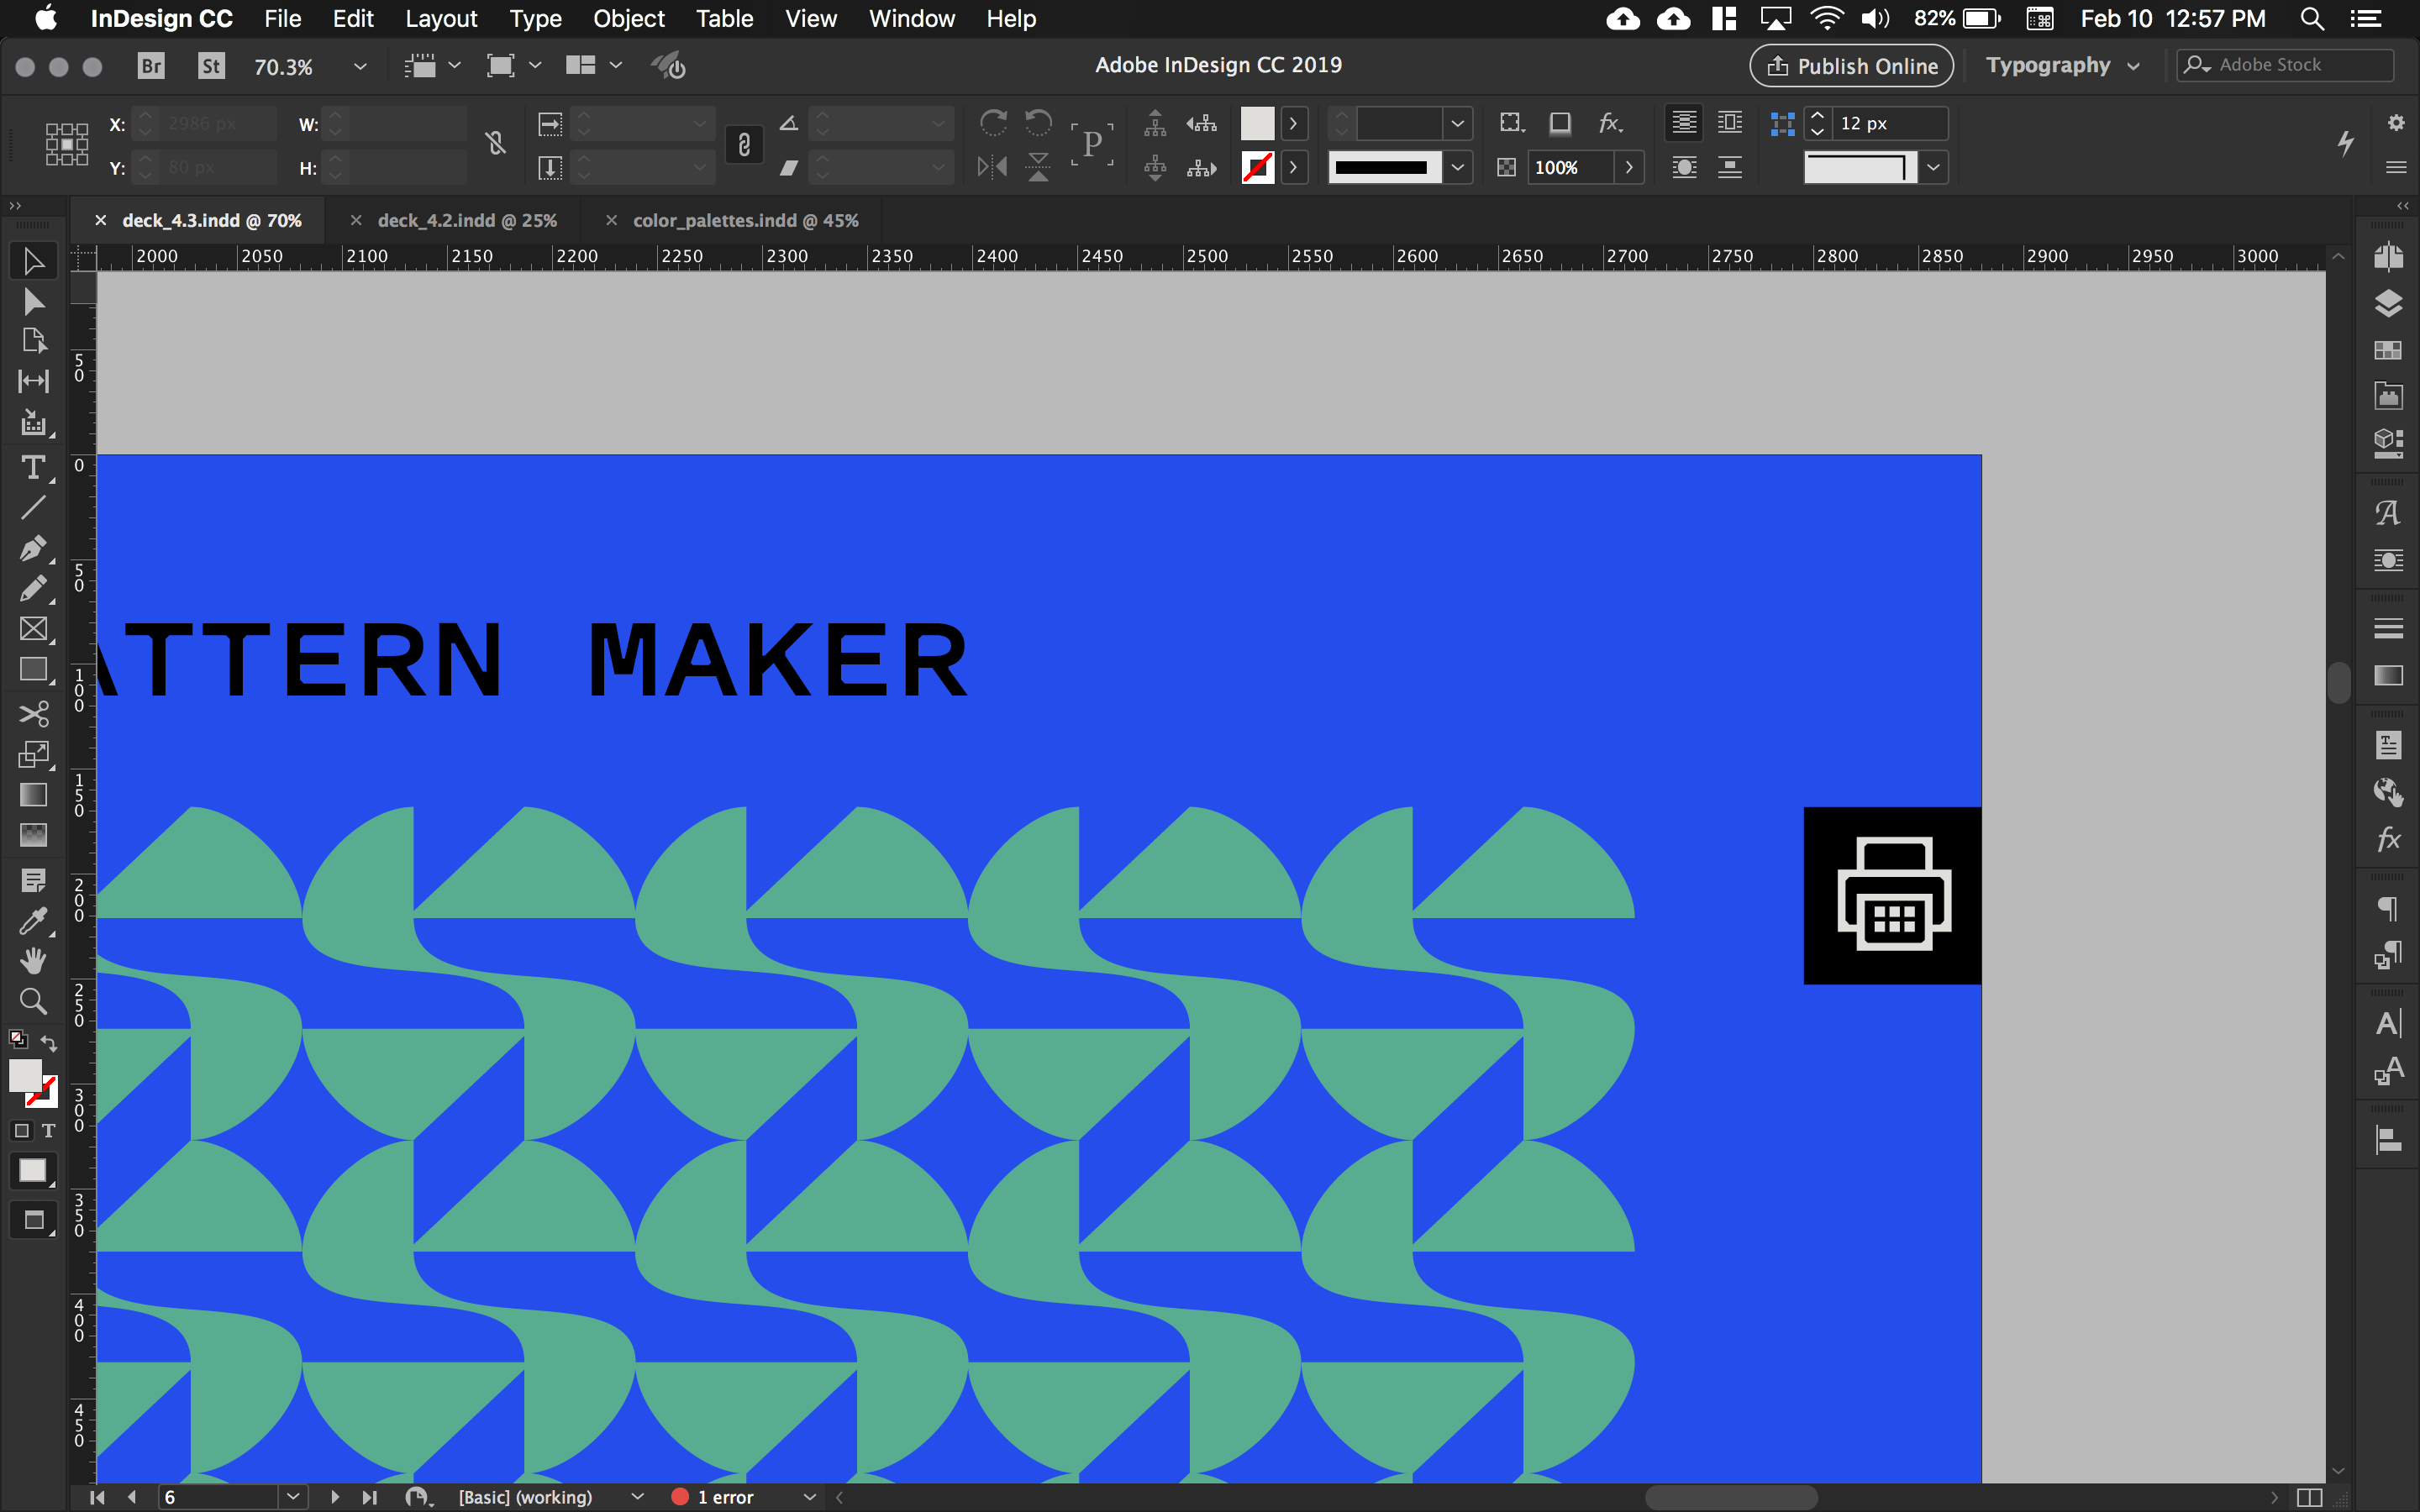 InDesign CC File Edit Layout Type Object Table View Window Help 82% Feb 10 12:57 PM
Br St 70.3% Adobe InDesign CC 2019 Publish Online Typography Adobe Stock
X: 2986 px W: 12 px
Y: 80 px H: 100%
deck_4.3.indd @ 70% deck_4.2.indd @ 25% color_palettes.indd @ 45%
2000 2050 2100 2150 2200 2250 2300 2350 2400 2450 2500 2550 2600 2650 2700 2750 2800 2850 2900 2950 3000
50
0
50
100
150
200
250
300
350
400
450
ATTERN MAKER
6 [Basic] (working) 1 error